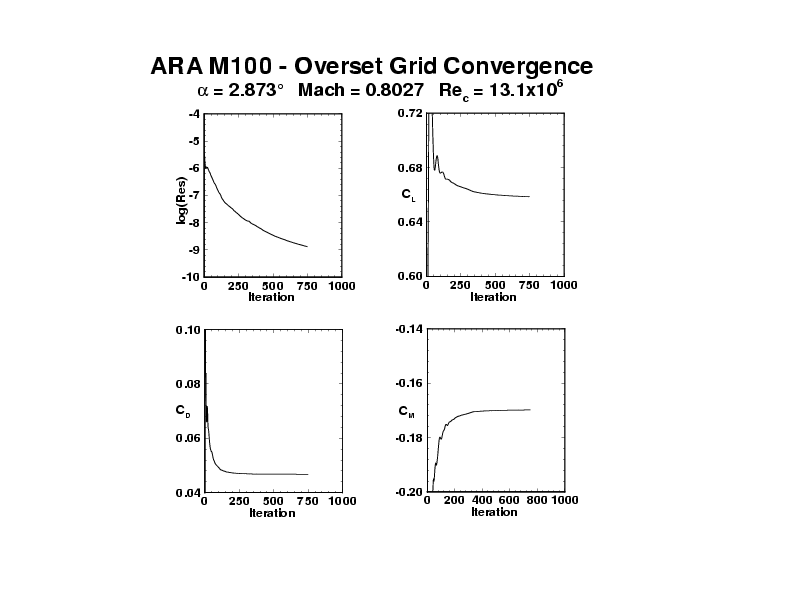 ARA M100 - Overset Grid Convergence
α = 2.873° Mach = 0.8027 Re_c = 13.1x10^6
-4
-5
-6
-7
-8
-9
-10
log(Res)
0 250 500 750 1000
Iteration
0.72
0.68
0.64
0.60
C_L
0 250 500 750 1000
Iteration
0.10
0.08
0.06
0.04
C_D
0 250 500 750 1000
Iteration
-0.14
-0.16
-0.18
-0.20
C_M
0 200 400 600 800 1000
Iteration